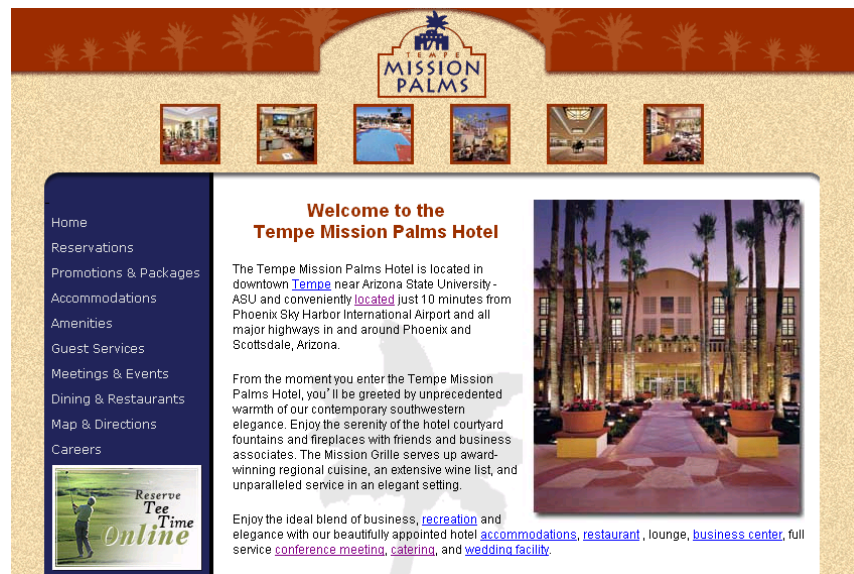 TEMPE
MISSION
PALMS
Home
Reservations
Promotions & Packages
Accommodations
Amenities
Guest Services
Meetings & Events
Dining & Restaurants
Map & Directions
Careers
Reserve
Tee
Time
Online
Welcome to the
Tempe Mission Palms Hotel
The Tempe Mission Palms Hotel is located in
downtown Tempe near Arizona State University -
ASU and conveniently located just 10 minutes from
Phoenix Sky Harbor International Airport and all
major highways in and around Phoenix and
Scottsdale, Arizona.
From the moment you enter the Tempe Mission
Palms Hotel, you'll be greeted by unprecedented
warmth of our contemporary southwestern
elegance. Enjoy the serenity of the hotel courtyard
fountains and fireplaces with friends and business
associates. The Mission Grille serves up award-
winning regional cuisine, an extensive wine list, and
unparalleled service in an elegant setting.
Enjoy the ideal blend of business, recreation and
elegance with our beautifully appointed hotel accommodations, restaurant , lounge, business center, full
service conference meeting, catering, and wedding facility.